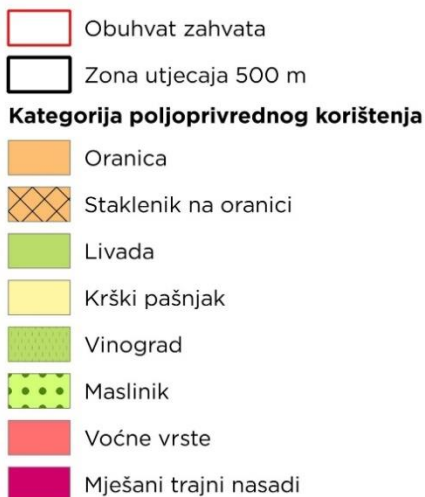 Obuhvat zahvata
Zona utjecaja 500 m
Kategorija poljoprivrednog korištenja
Oranica
Staklenik na oranici
Livada
Krški pašnjak
Vinograd
Maslinik
Voćne vrste
Mješani trajni nasadi